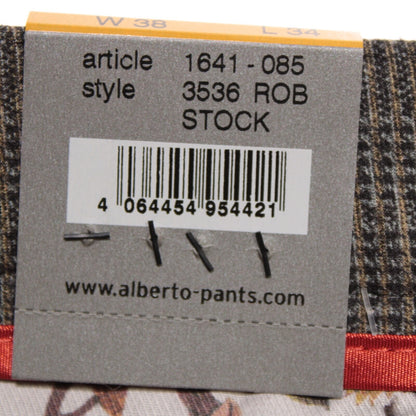 W 38 L 34
article 1641 - 085
style 3536 ROB
STOCK
4 064454 954421
www.alberto-pants.com